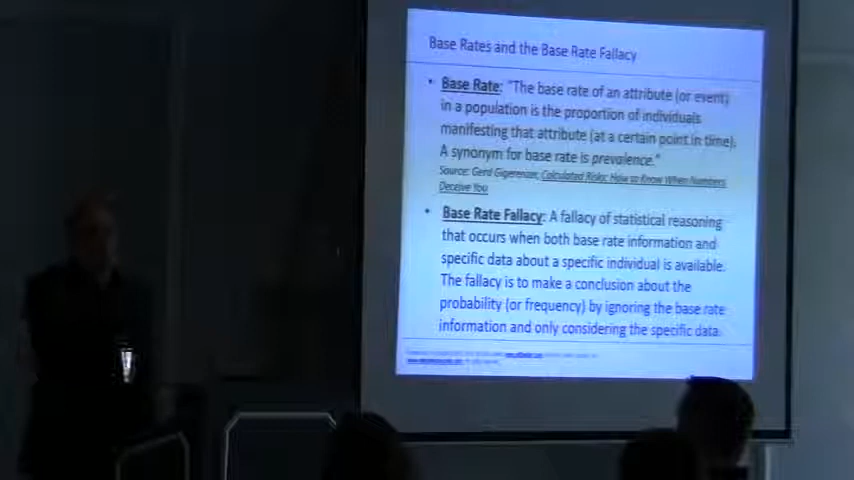 Base Rates and the Base Rate Fallacy
• Base Rate: "The base rate of an attribute (or event)
in a population is the proportion of individuals
manifesting that attribute (at a certain point in time).
A synonym for base rate is prevalence."
Source: Gerd Gigerenzer, Calculated Risks: How to Know When Numbers
Deceive You
• Base Rate Fallacy: A fallacy of statistical reasoning
that occurs when both base rate information and
specific data about a specific individual is available.
The fallacy is to make a conclusion about the
probability (or frequency) by ignoring the base rate
information and only considering the specific data.